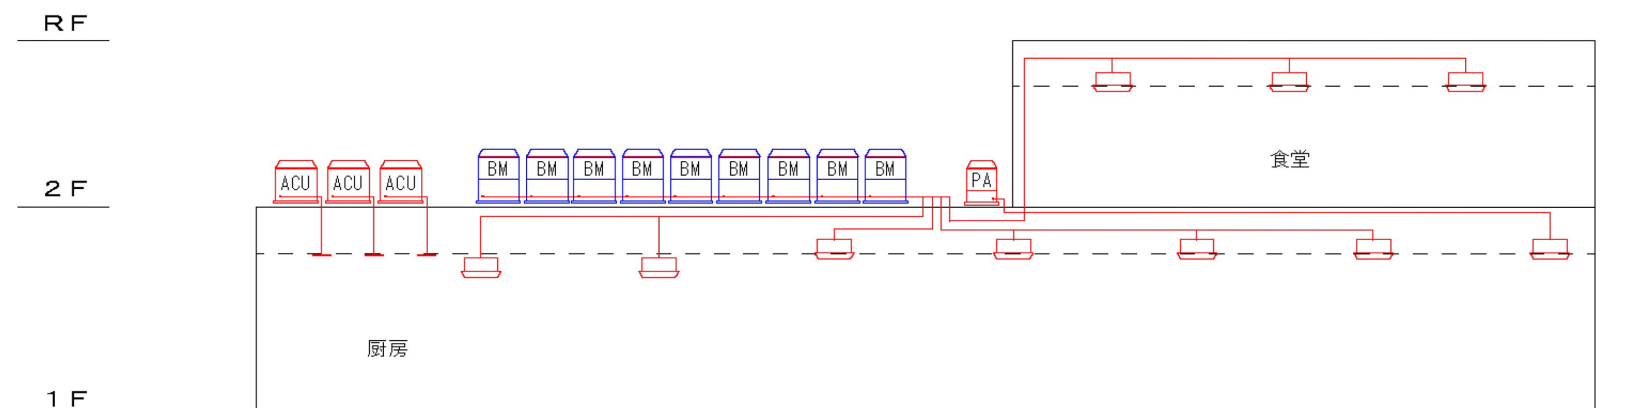 RF
食堂
2F
ACU ACU ACU BM BM BM BM BM BM BM BM BM PA
厨房
1F